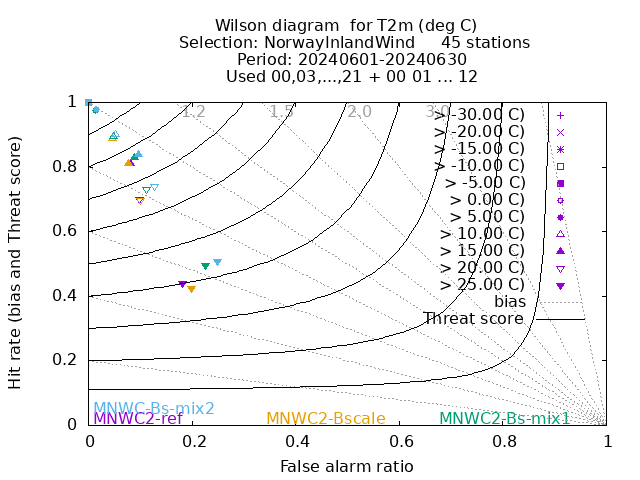 Wilson diagram  for T2m (deg C)
Selection: NorwayInlandWind     45 stations
Period: 20240601-20240630
Used 00,03,...,21 + 00 01 ... 12
Hit rate (bias and Threat score)
1
0.8
0.6
0.4
0.2
0
1.2
1.5
2.0
3.0
> -30.00 C)
> -20.00 C)
> -15.00 C)
> -10.00 C)
> -5.00 C)
> 0.00 C)
> 5.00 C)
> 10.00 C)
> 15.00 C)
> 20.00 C)
> 25.00 C)
bias
Threat score
MNWC-Bs-mix2
MNWC2-ref MNWC2-Bscale MNWC2-Bs-mix1
0 0.2 0.4 0.6 0.8 1
False alarm ratio